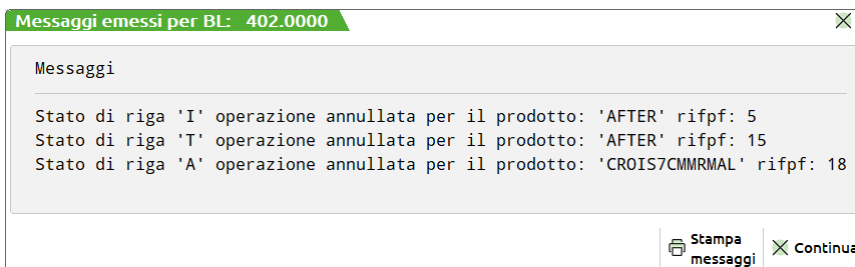 Messaggi emessi per BL: 402.0000
Messaggi
Stato di riga 'I' operazione annullata per il prodotto: 'AFTER' rifpf: 5
Stato di riga 'T' operazione annullata per il prodotto: 'AFTER' rifpf: 15
Stato di riga 'A' operazione annullata per il prodotto: 'CROIS7CMMRMAL' rifpf: 18
Stampa
messaggi
Continua